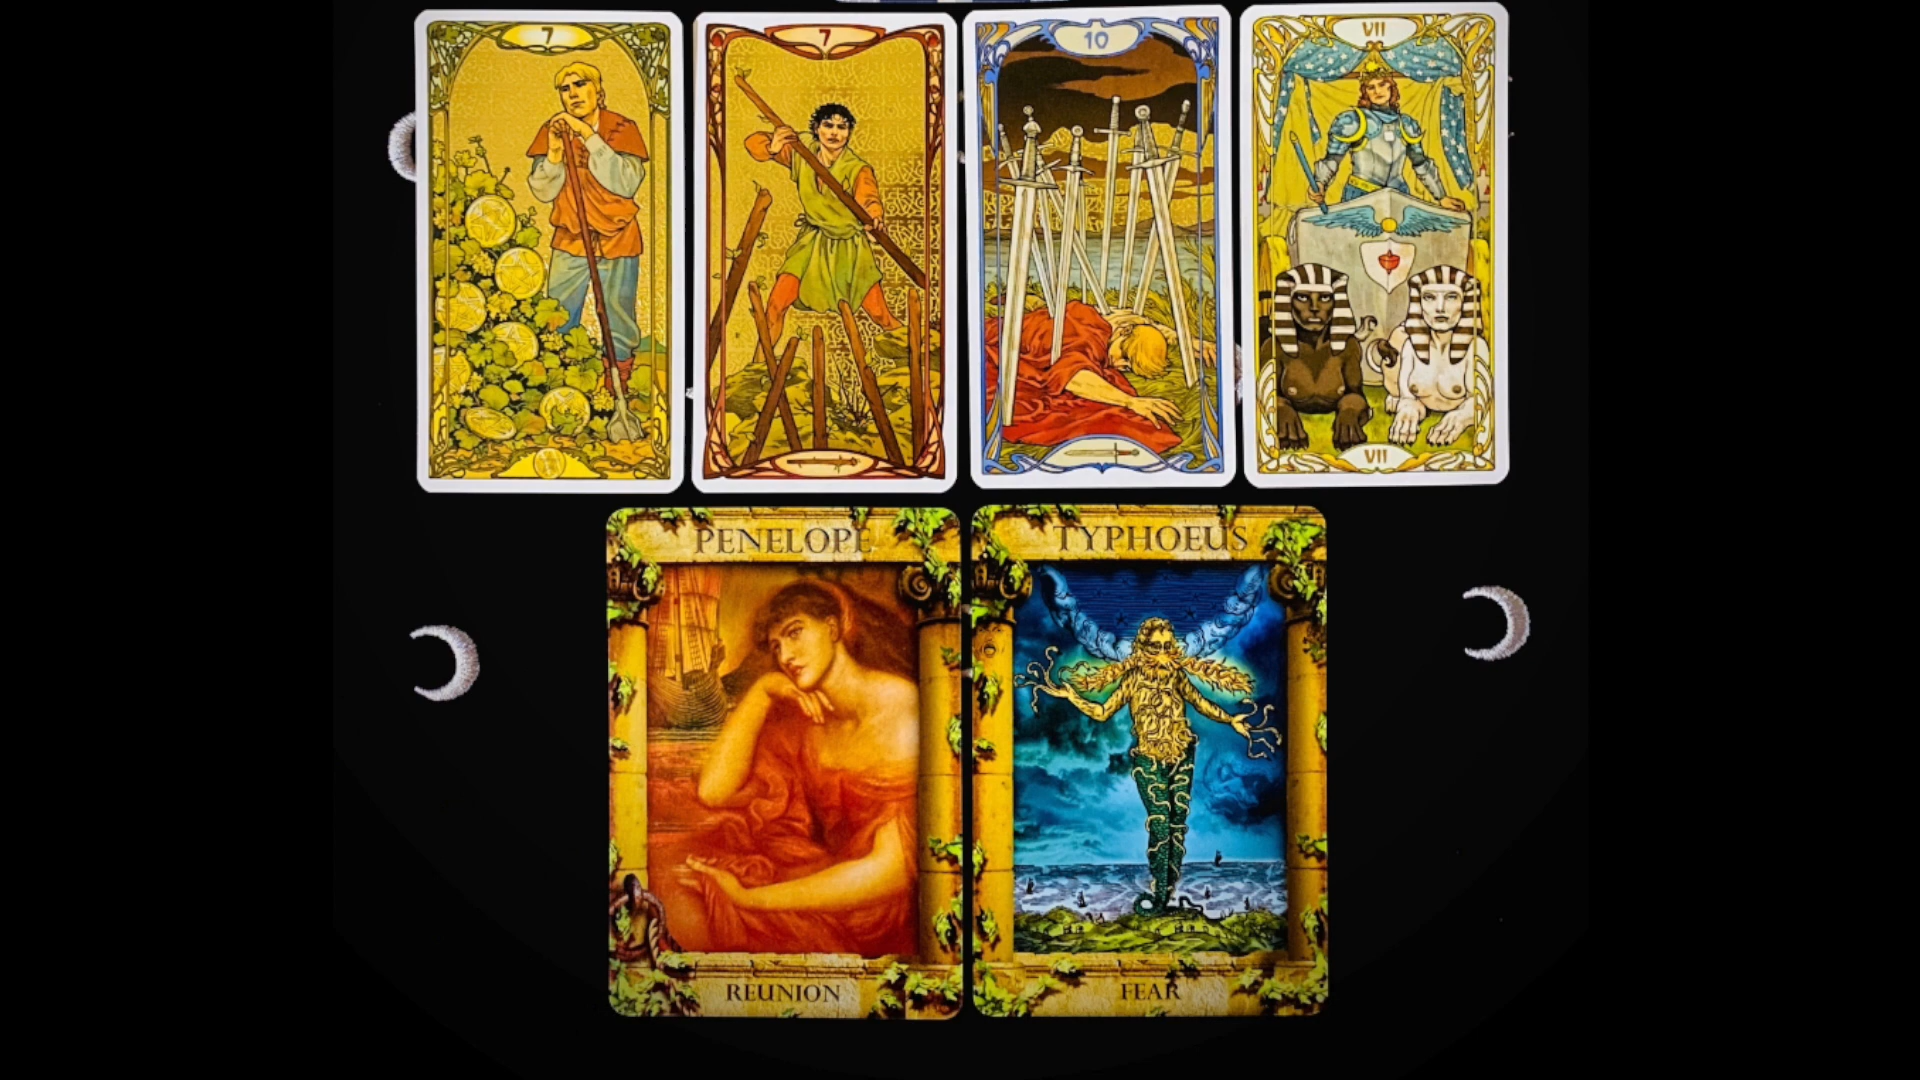 7
7
10
VII
VII
PENELOPE
TYPHOEUS
REUNION
FEAR